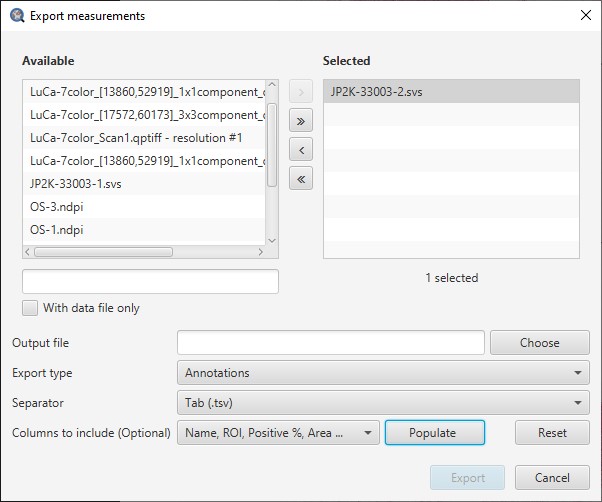 Export measurements
Available
LuCa-7color_[13860,52919]_1x1component_
LuCa-7color_[17572,60173]_3x3component_
LuCa-7color_Scan1.qptiff - resolution #1
LuCa-7color_[13860,52919]_1x1component_
JP2K-33003-1.svs
OS-3.ndpi
OS-1.ndpi
With data file only
>
»
<
«
Selected
JP2K-33003-2.svs
1 selected
Output file
Choose
Export type
Annotations
Separator
Tab (.tsv)
Columns to include (Optional)
Name, ROI, Positive %, Area ...
Populate
Reset
Export
Cancel